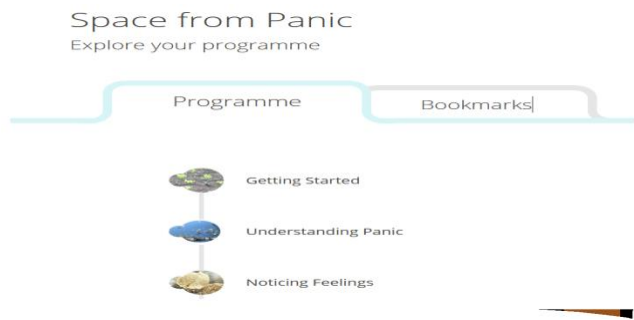 Space from Panic
Explore your programme
Programme
Bookmarks
Getting Started
Understanding Panic
Noticing Feelings